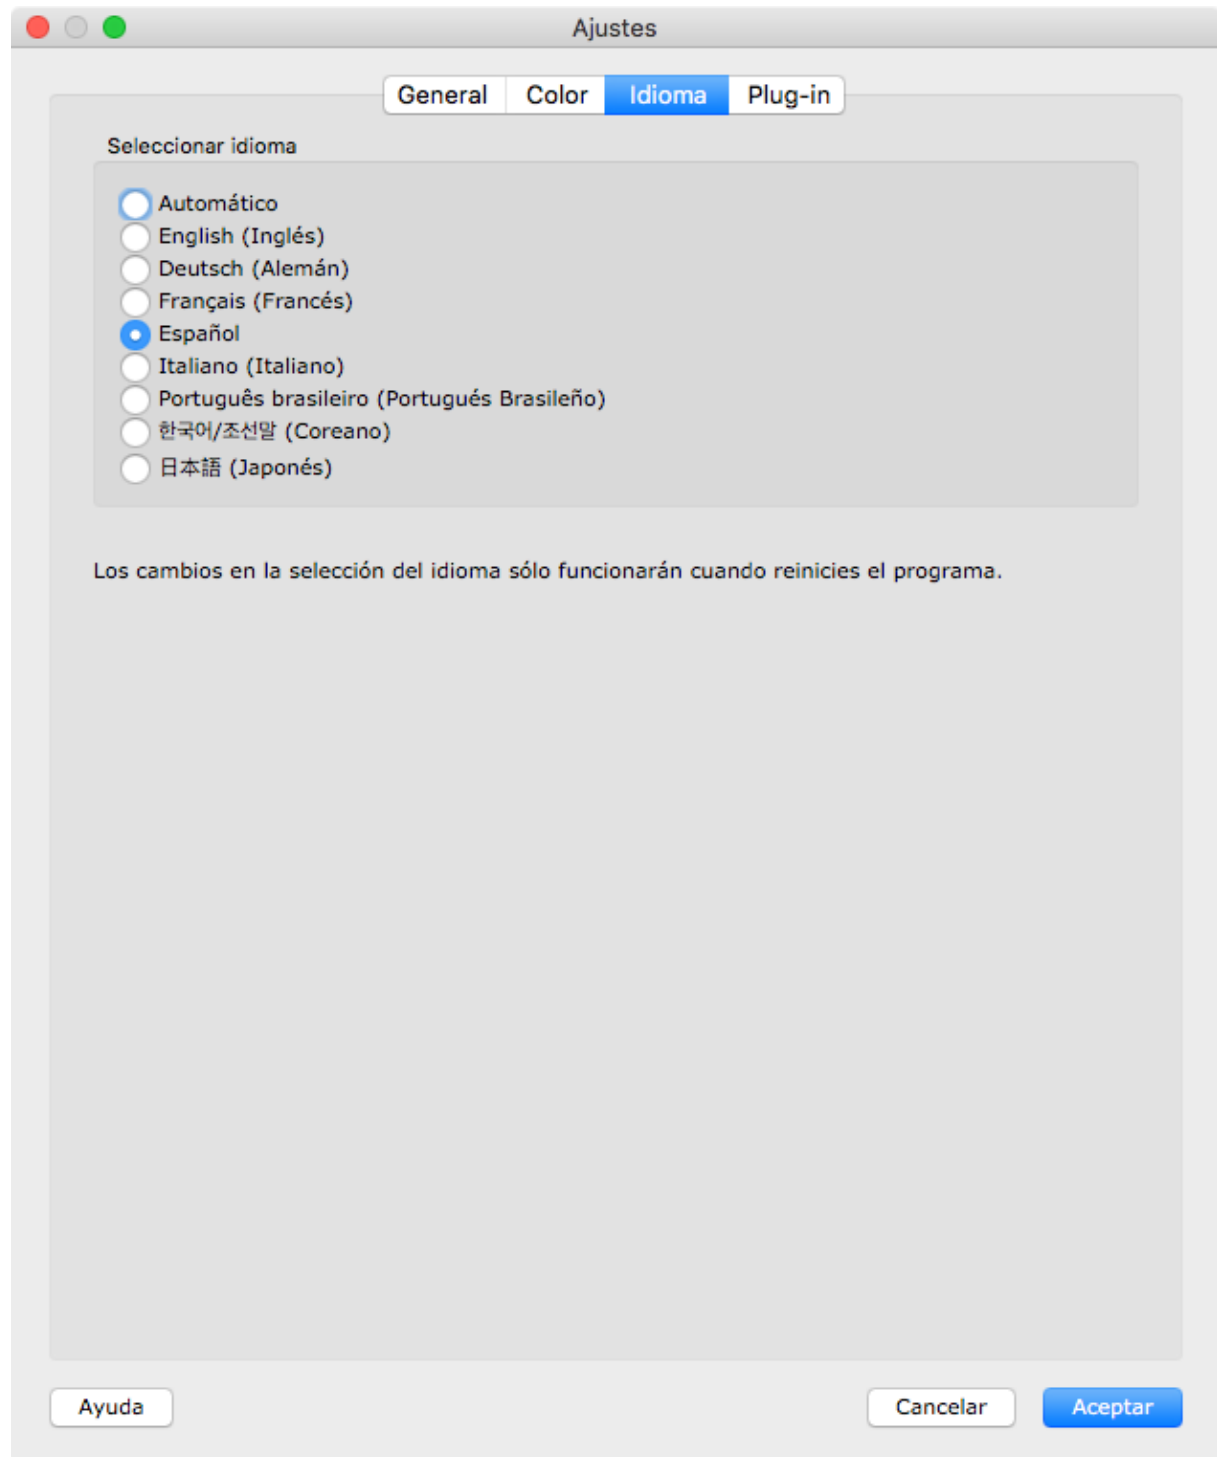 Ajustes
General Color Idioma Plug-in
Seleccionar idioma
Automático
English (Inglés)
Deutsch (Alemán)
Français (Francés)
Español
Italiano (Italiano)
Português brasileiro (Portugués Brasileño)
한국어/조선말 (Coreano)
日本語 (Japonés)
Los cambios en la selección del idioma sólo funcionarán cuando reinicies el programa.
Ayuda Cancelar Aceptar